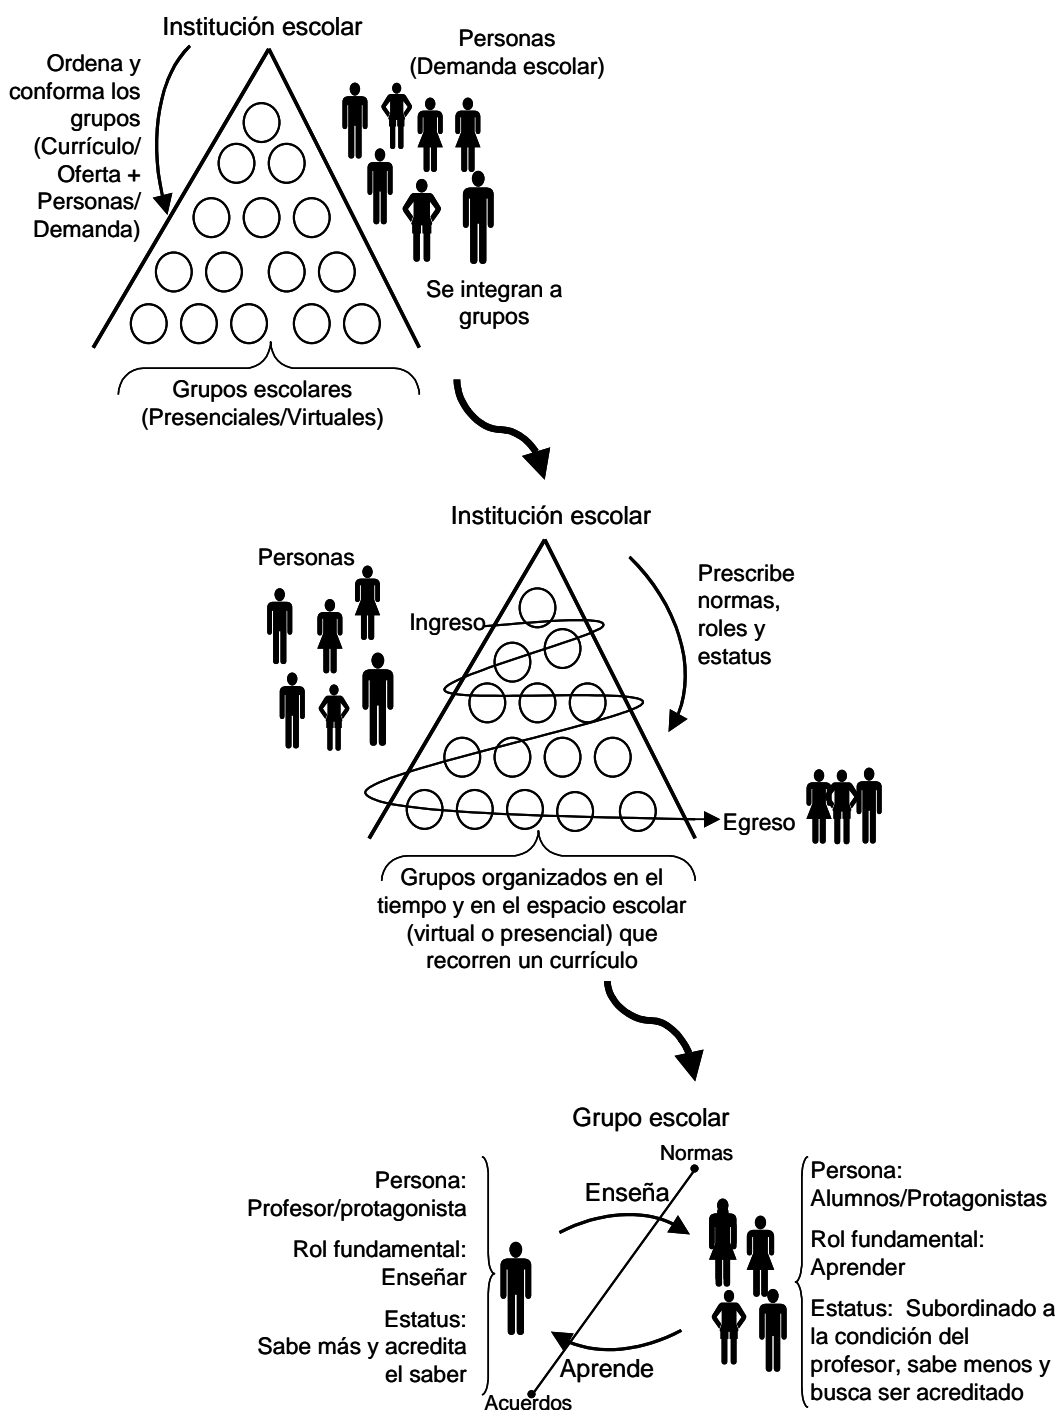 Institución escolar
Ordena y
conforma los
grupos
(Currículo/
Oferta +
Personas/
Demanda)
Personas
(Demanda escolar)
Se integran a
grupos
Grupos escolares
(Presenciales/Virtuales)
Institución escolar
Personas
Ingreso
Prescribe
normas,
roles y
estatus
Egreso
Grupos organizados en el
tiempo y en el espacio escolar
(virtual o presencial) que
recorren un currículo
Grupo escolar
Normas
Persona:
Profesor/protagonista
Rol fundamental:
Enseñar
Estatus:
Sabe más y acredita
el saber
Enseña
Aprende
Acuerdos
Persona:
Alumnos/Protagonistas
Rol fundamental:
Aprender
Estatus: Subordinado a
la condición del
profesor, sabe menos y
busca ser acreditado